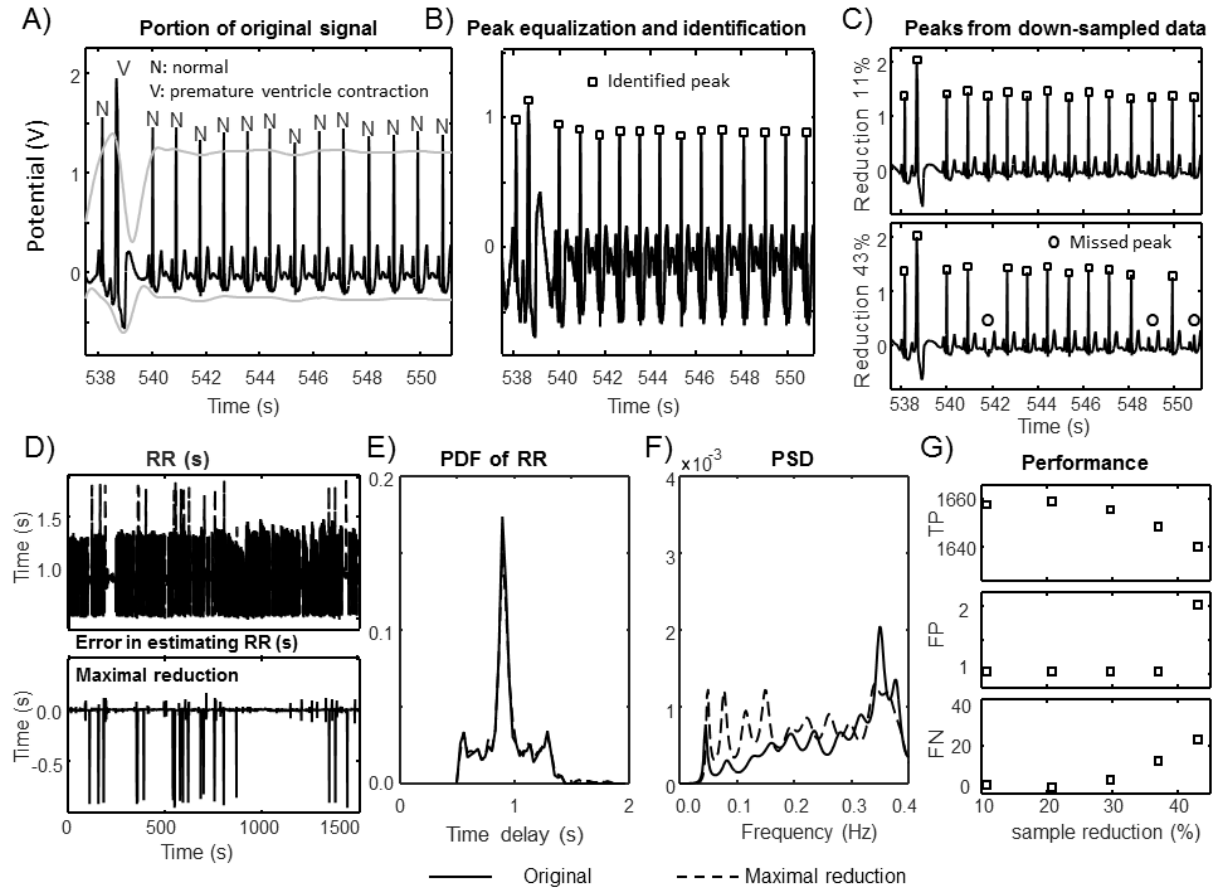 A)
Portion of original signal
V
N: normal
V: premature ventricle contraction
N N N N N N N N N N N N N N
Potential (V)
2
1
0
538 540 542 544 546 548 550
Time (s)
B)
Peak equalization and identification
Identified peak
1
0
538 540 542 544 546 548 550
Time (s)
C)
Peaks from down-sampled data
Reduction 11%
2
1
0
Reduction 43%
Missed peak
2
1
0
538 540 542 544 546 548 550
Time (s)
D)
RR (s)
Time (s)
1.5
1.0
Error in estimating RR (s)
Maximal reduction
Time (s)
0.0
-0.5
0 500 1000 1500
Time (s)
E)
PDF of RR
0.2
0.1
0.0
0 1 2
Time delay (s)
F)
×10⁻³
PSD
4
3
2
1
0
0.0 0.1 0.2 0.3 0.4
Frequency (Hz)
G)
Performance
TP
1660
1640
FP
2
1
FN
40
20
0
10 20 30 40
sample reduction (%)
Original
Maximal reduction